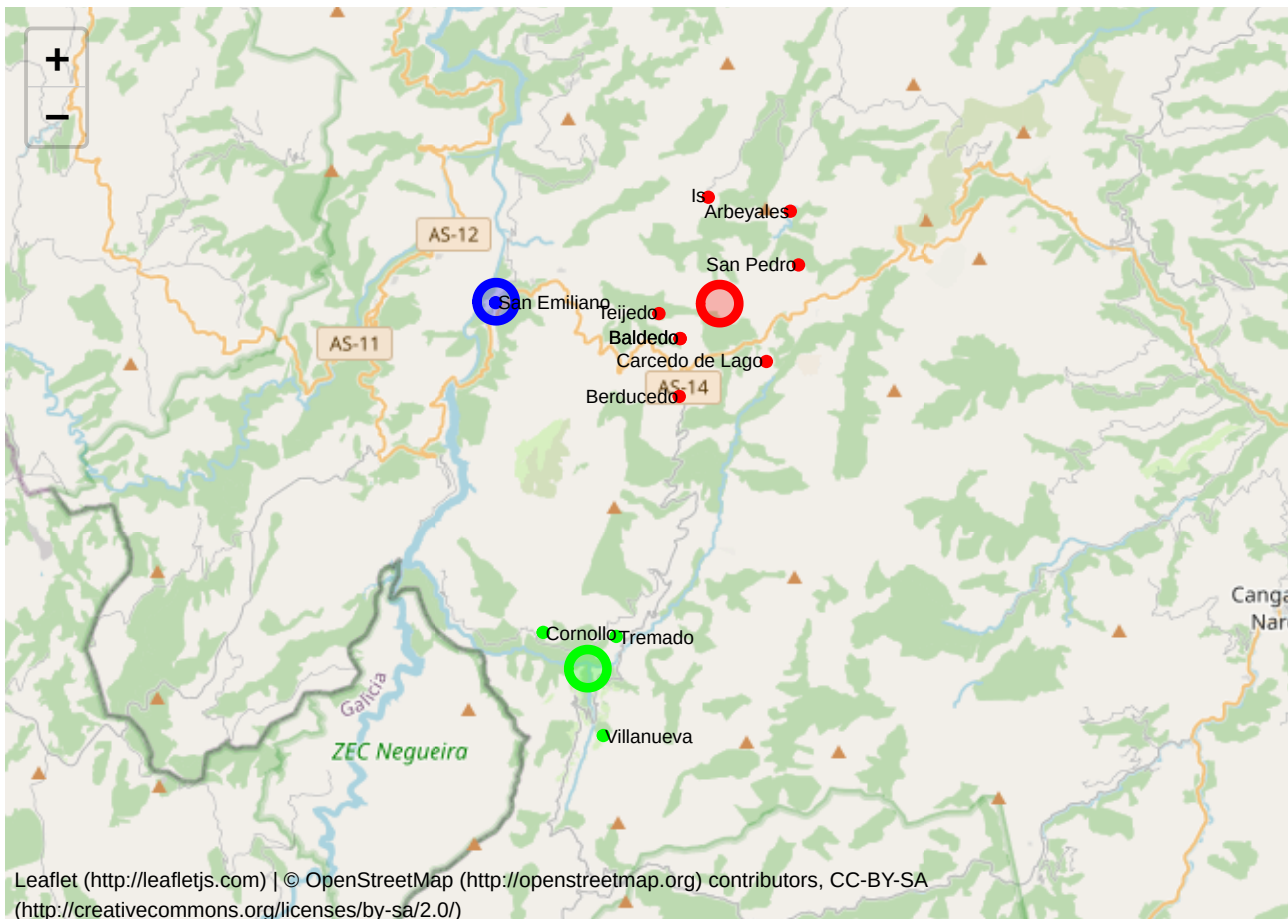 +
−
Is
Arbeyales
AS-12
San Pedro
San Emiliano
Teijedo
Baldedo
AS-11
Carcedo de Lago
AS-14
Berducedo
Canga
Nar
Cornollo
Tremado
Galicia
Villanueva
ZEC Negueira
Leaflet (http://leafletjs.com) | © OpenStreetMap (http://openstreetmap.org) contributors, CC-BY-SA
(http://creativecommons.org/licenses/by-sa/2.0/)